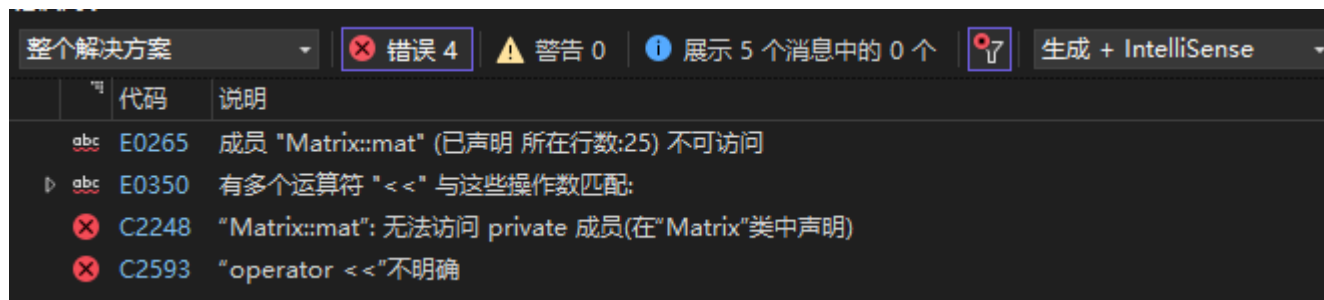 整个解决方案 错误 4 警告 0 展示 5 个消息中的 0 个 生成 + IntelliSense
代码 说明
abc E0265 成员 "Matrix::mat" (已声明 所在行数:25) 不可访问
abc E0350 有多个运算符 "<<" 与这些操作数匹配:
C2248 “Matrix::mat”: 无法访问 private 成员(在“Matrix”类中声明)
C2593 “operator <<”不明确